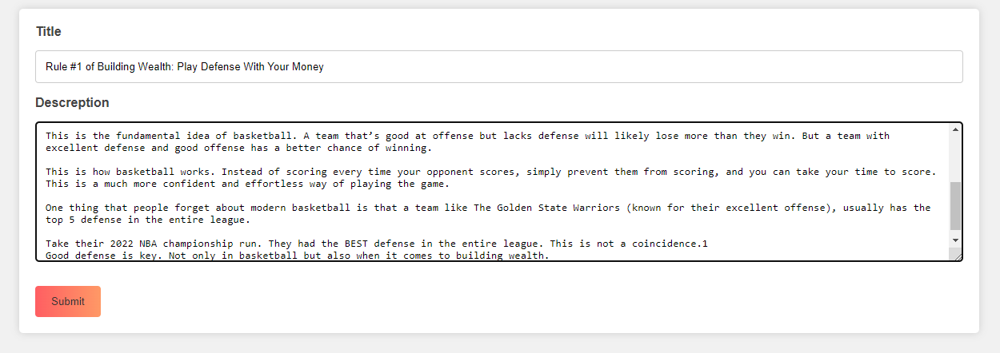 Title
Rule #1 of Building Wealth: Play Defense With Your Money
Descreption
This is the fundamental idea of basketball. A team that’s good at offense but lacks defense will likely lose more than they win. But a team with
excellent defense and good offense has a better chance of winning.
This is how basketball works. Instead of scoring every time your opponent scores, simply prevent them from scoring, and you can take your time to score.
This is a much more confident and effortless way of playing the game.
One thing that people forget about modern basketball is that a team like The Golden State Warriors (known for their excellent offense), usually has the
top 5 defense in the entire league.
Take their 2022 NBA championship run. They had the BEST defense in the entire league. This is not a coincidence.1
Good defense is key. Not only in basketball but also when it comes to building wealth.
Submit